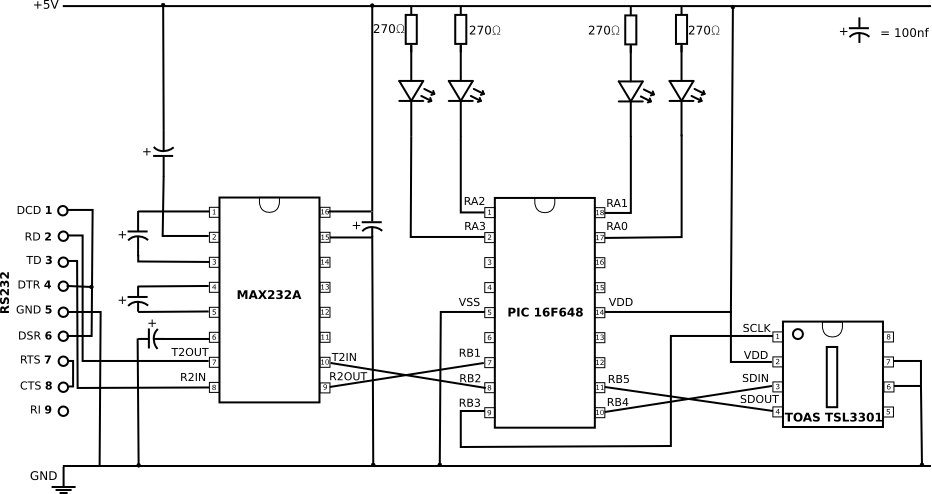 +5V
270Ω
270Ω
270Ω
270Ω
+
= 100nf
+
DCD 1
RD 2
TD 3
DTR 4
GND 5
DSR 6
RTS 7
CTS 8
RI 9
RS232
+
+
+
1
2
3
4
5
6
7
8
16
15
14
13
12
11
10
9
MAX232A
T2OUT
R2IN
T2IN
R2OUT
+
RA2
RA3
VSS
RB1
RB2
RB3
1
2
3
4
5
6
7
8
9
PIC 16F648
18
17
16
15
14
13
12
11
10
RA1
RA0
VDD
RB5
RB4
SCLK
VDD
SDIN
SDOUT
1
2
3
4
8
7
6
5
TOAS TSL3301
GND